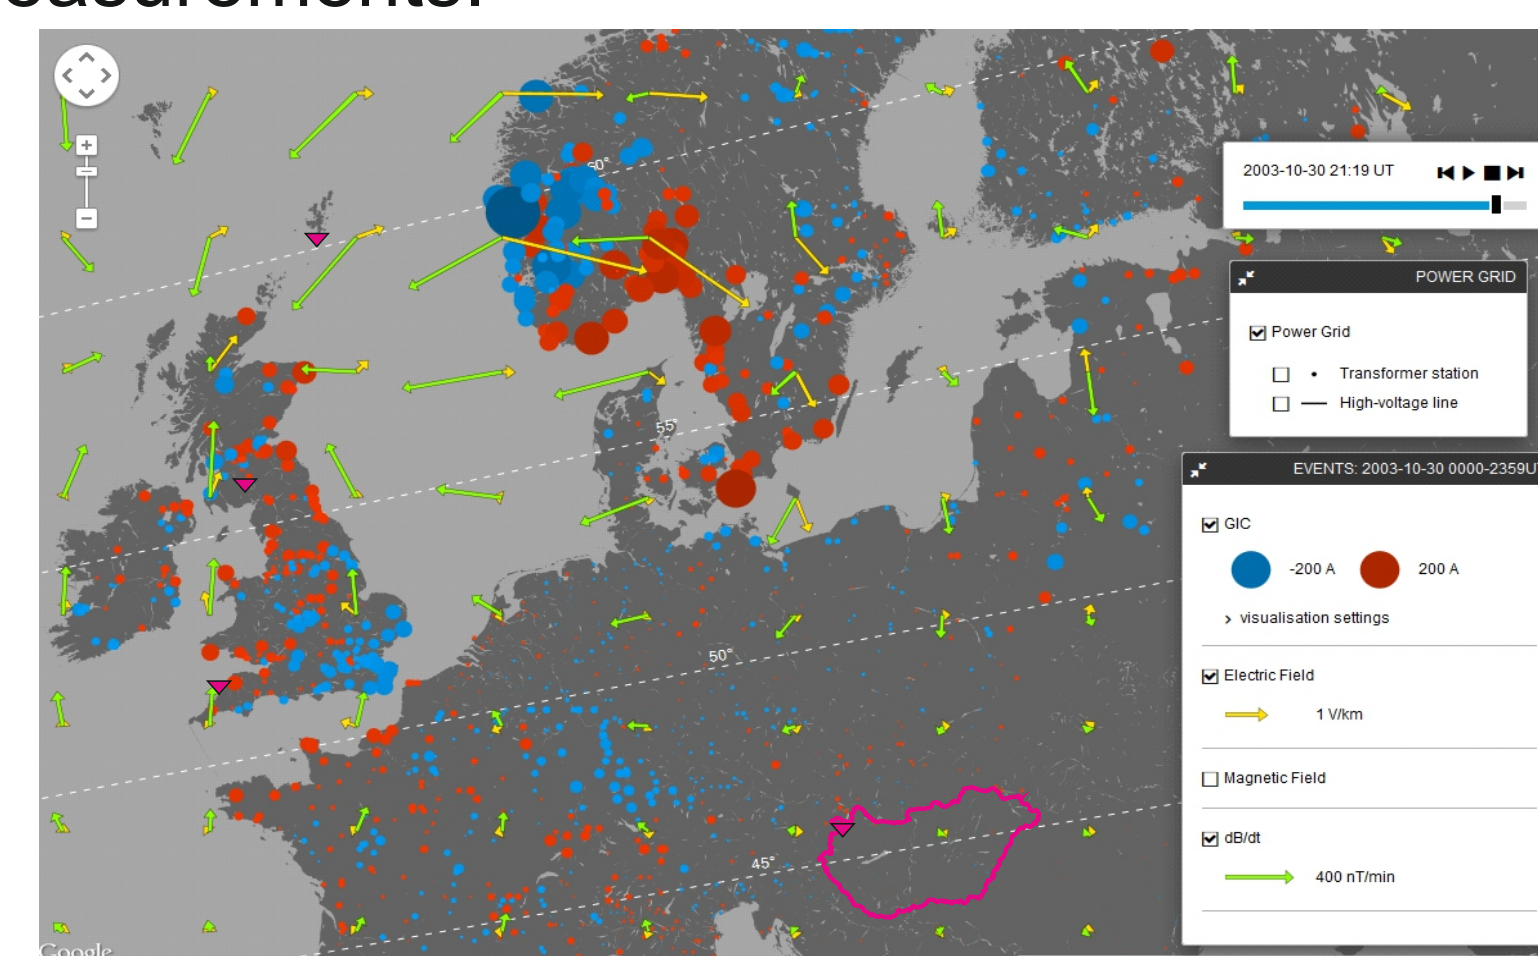 60°
2003-10-30 21:19 UT
POWER GRID
Power Grid
Transformer station
High-voltage line
55°
EVENTS: 2003-10-30 0000-2359U
GIC
-200 A 200 A
> visualisation settings
50°
Electric Field
1 V/km
Magnetic Field
dB/dt
45°
400 nT/min
Google